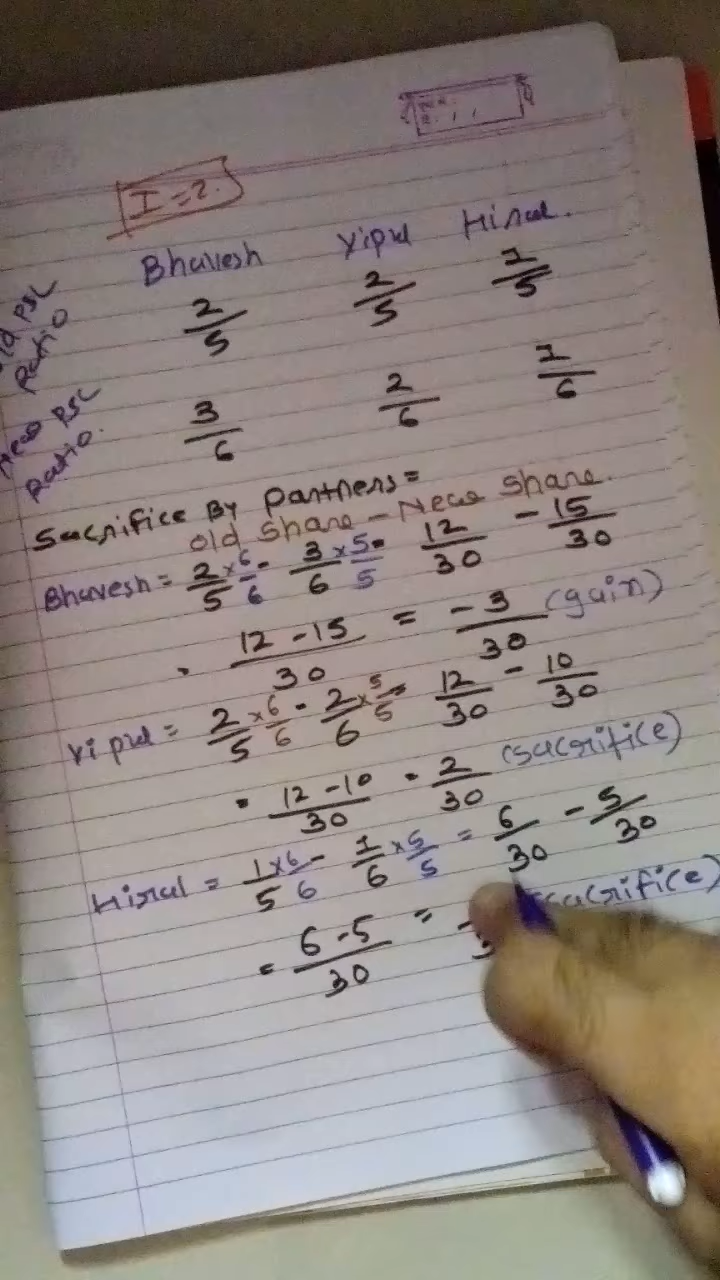 I = 2.
Bhavesh Vipul Hiral.
Old PSL Ratio 2/5 2/5 1/5
New PSL Ratio. 3/6 2/6 1/6
Sacrifice By Partners =
Old Share - New Share.
Bhavesh = 2/5 × 6/6 - 3/6 × 5/5 = 12/30 - 15/30
= 12 - 15/30 = - 3/30 (gain)
Vipul = 2/5 × 6/6 - 2/6 × 5/5 = 12/30 - 10/30
= 12 - 10/30 = 2/30 (sacrifice)
Hiral = 1/5 × 6/6 - 1/6 × 5/5 = 6/30 - 5/30
= 6 - 5/30 = (sacrifice)